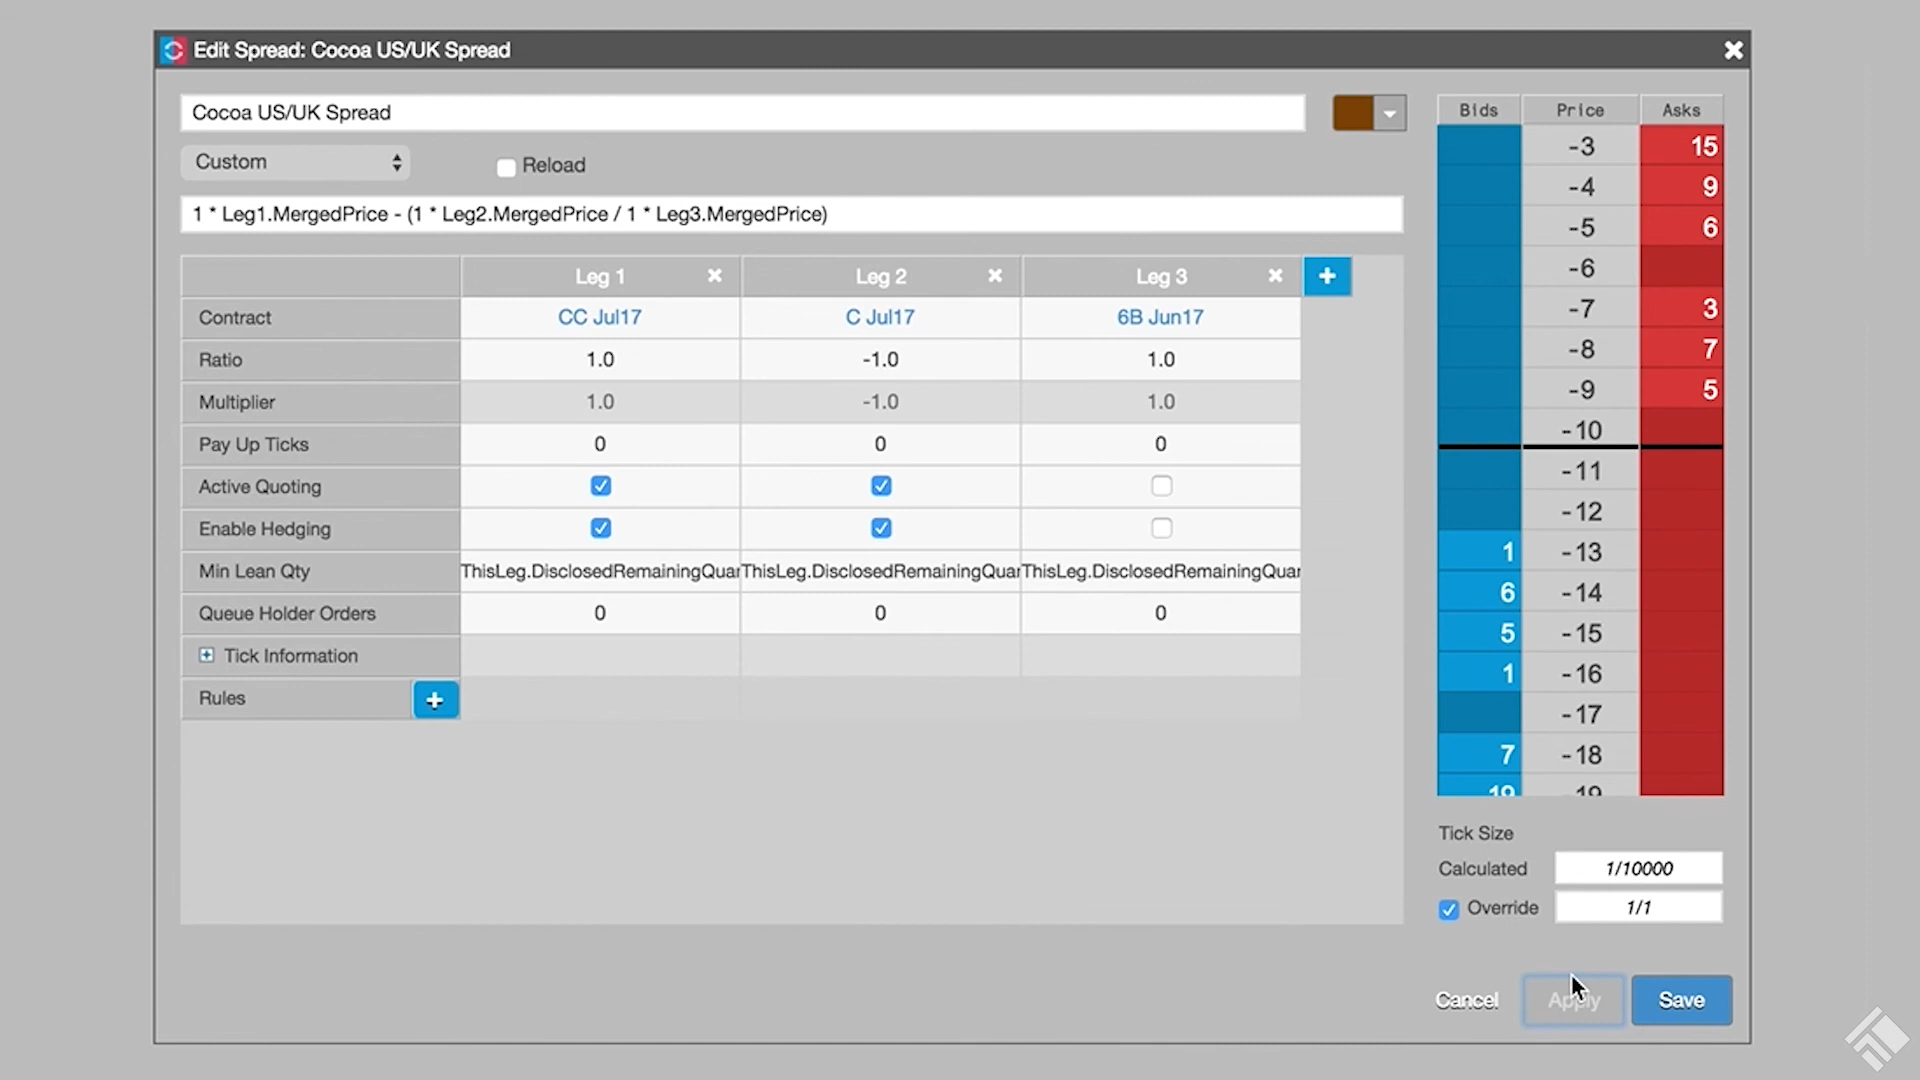 Edit Spread: Cocoa US/UK Spread
Cocoa US/UK Spread
Custom
Reload
1 * Leg1.MergedPrice - (1 * Leg2.MergedPrice / 1 * Leg3.MergedPrice)
Leg 1 Leg 2 Leg 3
Contract CC Jul17 C Jul17 6B Jun17
Ratio 1.0 -1.0 1.0
Multiplier 1.0 -1.0 1.0
Pay Up Ticks 0 0 0
Active Quoting
Enable Hedging
Min Lean Qty ThisLeg.DisclosedRemainingQuar ThisLeg.DisclosedRemainingQuar ThisLeg.DisclosedRemainingQuar
Queue Holder Orders 0 0 0
Tick Information
Rules
Bids Price Asks
-3 15
-4 9
-5 6
-6
-7 3
-8 7
-9 5
-10
-11
-12
1 -13
6 -14
5 -15
1 -16
-17
7 -18
19 -19
Tick Size
Calculated 1/10000
Override 1/1
Cancel Apply Save